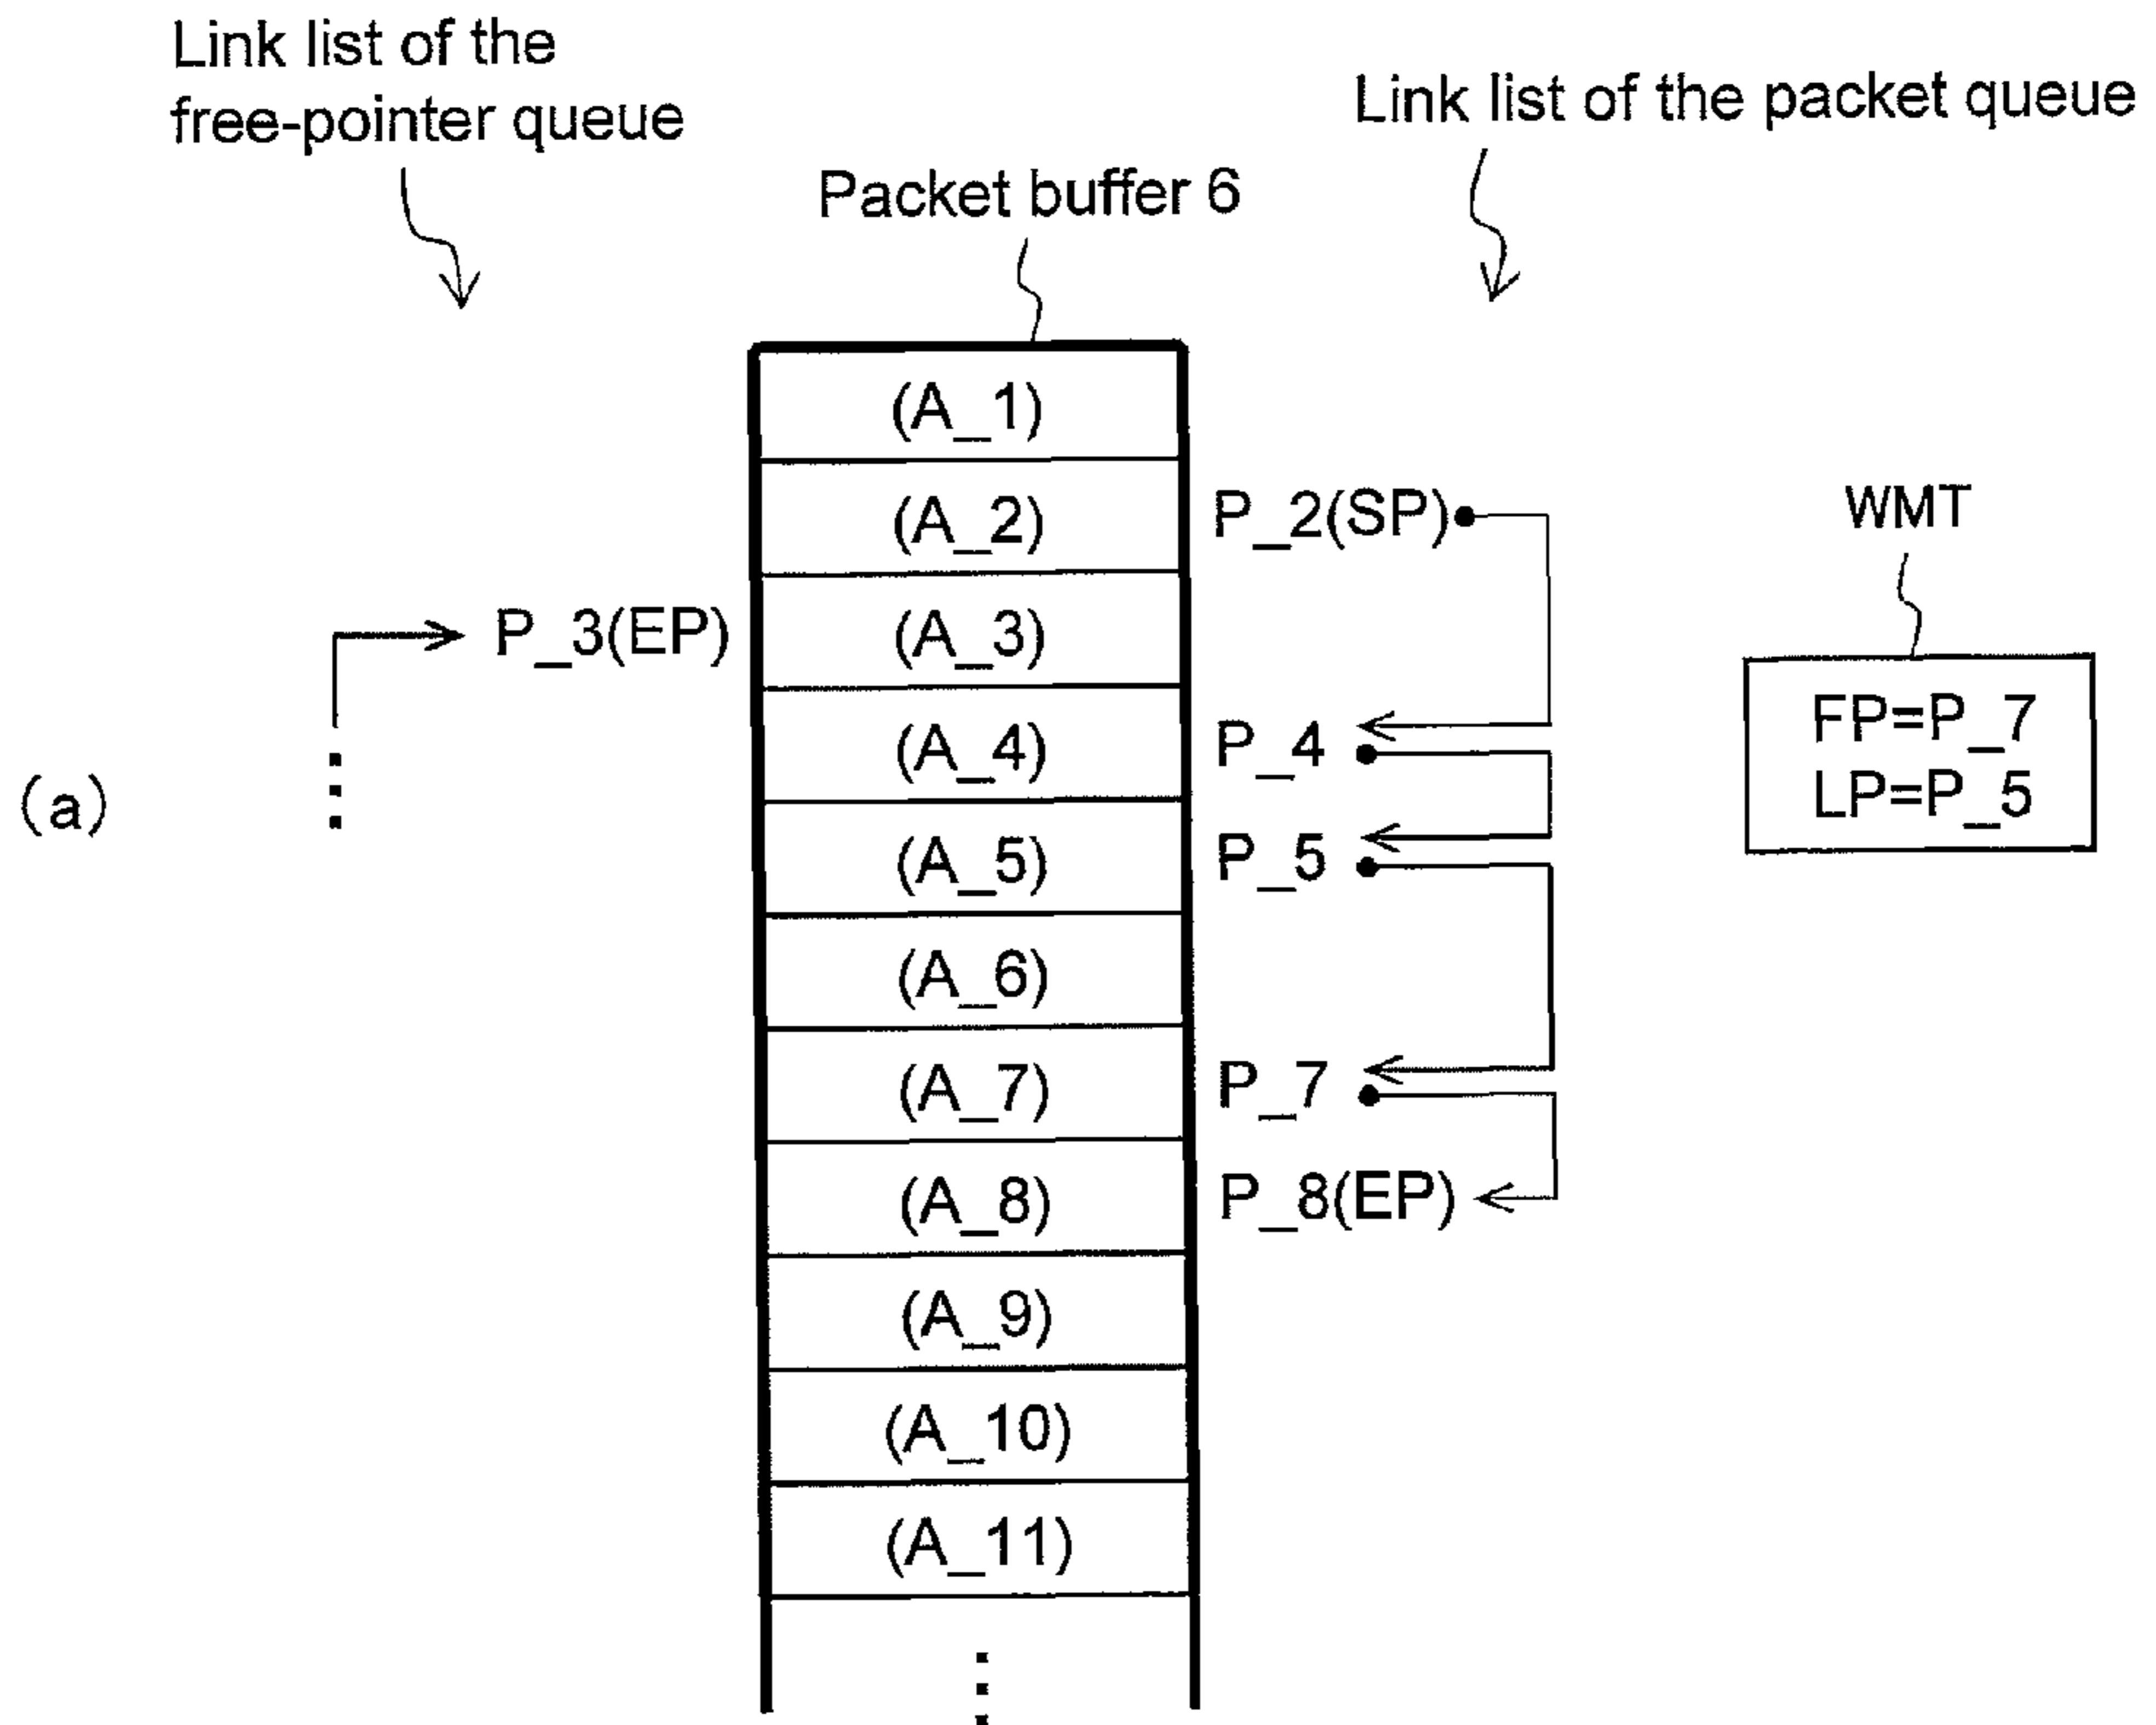 Link list of the
free-pointer queue
Link list of the packet queue
Packet buffer 6
(A_1)
(A_2)
P_2(SP)
WMT
P_3(EP)
(A_3)
FP=P_7
LP=P_5
(A_4)
P_4
(a)
(A_5)
P_5
(A_6)
(A_7)
P_7
(A_8)
P_8(EP)
(A_9)
(A_10)
(A_11)